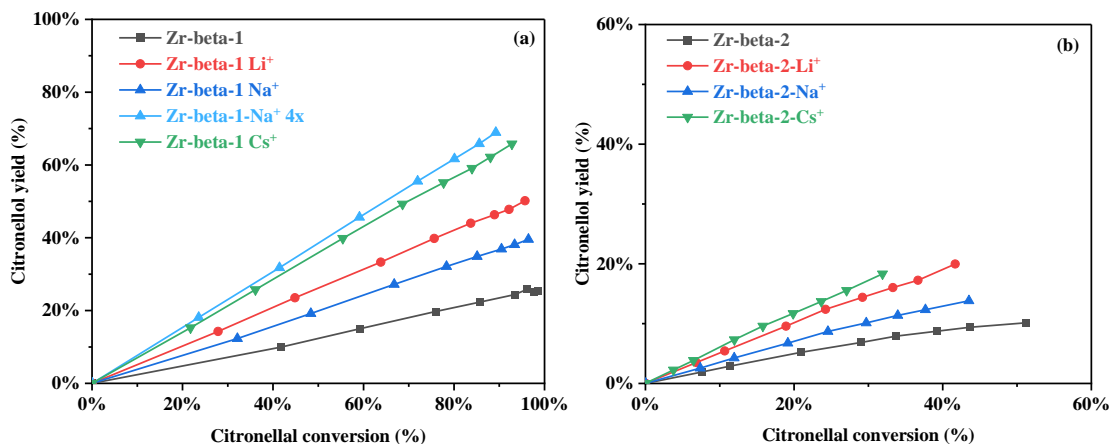 100%
80%
60%
40%
20%
0%
0%
20%
40%
60%
80%
100%
Citronellol yield (%)
Citronellal conversion (%)
(a)
Zr-beta-1
Zr-beta-1 Li⁺
Zr-beta-1 Na⁺
Zr-beta-1-Na⁺ 4x
Zr-beta-1 Cs⁺
60%
40%
20%
0%
0%
20%
40%
60%
Citronellol yield (%)
Citronellal conversion (%)
(b)
Zr-beta-2
Zr-beta-2-Li⁺
Zr-beta-2-Na⁺
Zr-beta-2-Cs⁺